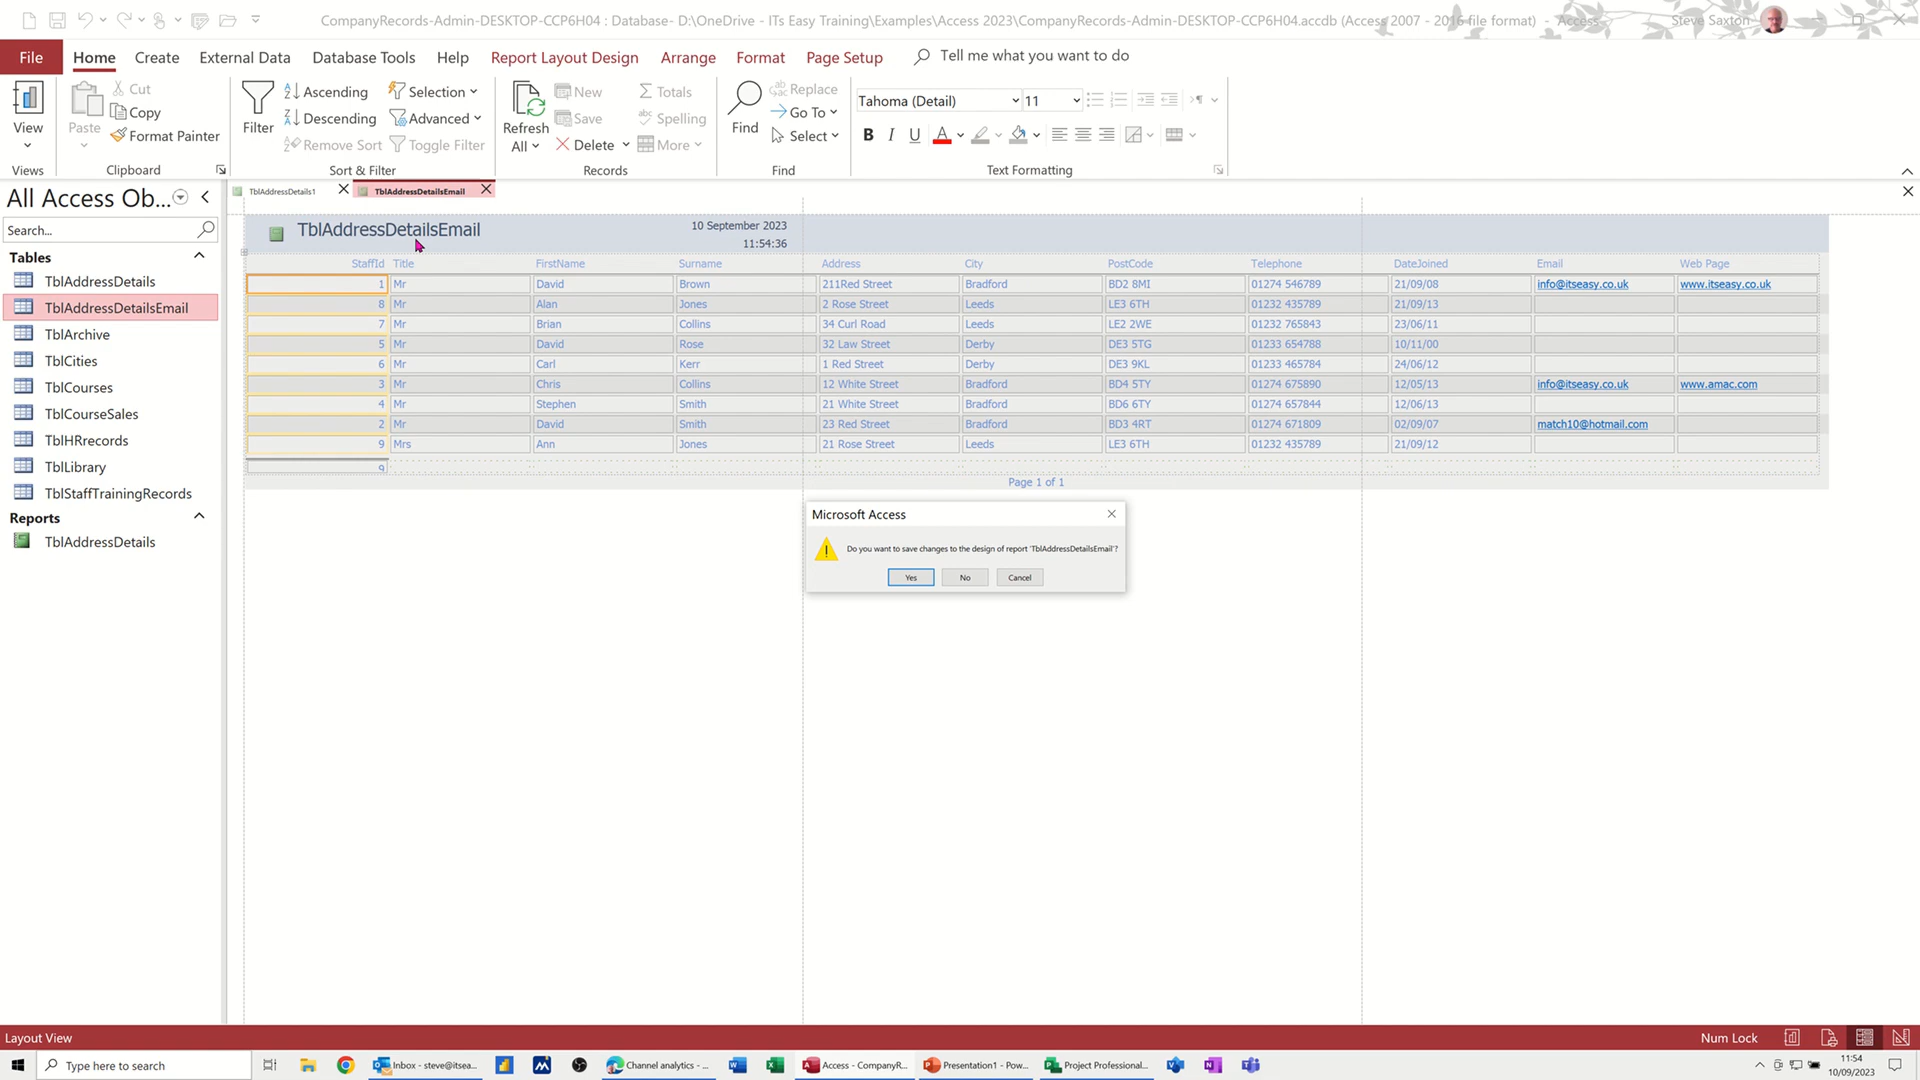 CompanyRecords-Admin-DESKTOP-CCP6H04 : Database- D:\OneDrive - ITs Easy Training\Examples\Access 2023\CompanyRecords-Admin-DESKTOP-CCP6H04.accdb (Access 2007 - 2016 file format) - Access
Steve Saxton
File Home Create External Data Database Tools Help Report Layout Design Arrange Format Page Setup Tell me what you want to do
View
Views
Paste
Cut
Copy
Format Painter
Clipboard
Filter
Ascending
Descending
Remove Sort
Selection
Advanced
Toggle Filter
Sort & Filter
Refresh
All
New
Save
Delete
Totals
Spelling
More
Records
Find
Replace
Go To
Select
Find
Tahoma (Detail) 11
B I U A
Text Formatting
All Access Ob...
Search...
Tables
TblAddressDetails
TblAddressDetailsEmail
TblArchive
TblCities
TblCourses
TblCourseSales
TblHRrecords
TblLibrary
TblStaffTrainingRecords
Reports
TblAddressDetails
TblAddressDetails1 TblAddressDetailsEmail
TblAddressDetailsEmail
10 September 2023
11:54:36
StaffId Title FirstName Surname Address City PostCode Telephone DateJoined Email Web Page
1 Mr David Brown 211Red Street Bradford BD2 8MI 01274 546789 21/09/08 info@itseasy.co.uk www.itseasy.co.uk
8 Mr Alan Jones 2 Rose Street Leeds LE3 6TH 01232 435789 21/09/13
7 Mr Brian Collins 34 Curl Road Leeds LE2 2WE 01232 765843 23/06/11
5 Mr David Rose 32 Law Street Derby DE3 5TG 01233 654788 10/11/00
6 Mr Carl Kerr 1 Red Street Derby DE3 9KL 01233 465784 24/06/12
3 Mr Chris Collins 12 White Street Bradford BD4 5TY 01274 675890 12/05/13 info@itseasy.co.uk www.amac.com
4 Mr Stephen Smith 21 White Street Bradford BD6 6TY 01274 657844 12/06/13
2 Mr David Smith 23 Red Street Bradford BD3 4RT 01274 671809 02/09/07 match10@hotmail.com
9 Mrs Ann Jones 21 Rose Street Leeds LE3 6TH 01232 435789 21/09/12
9
Page 1 of 1
Microsoft Access
Do you want to save changes to the design of report 'TblAddressDetailsEmail'?
Yes No Cancel
Layout View
Num Lock
Type here to search
Inbox - steve@itsea...
Channel analytics - ...
Access - CompanyR...
Presentation1 - Pow...
Project Professional...
11:54
10/09/2023